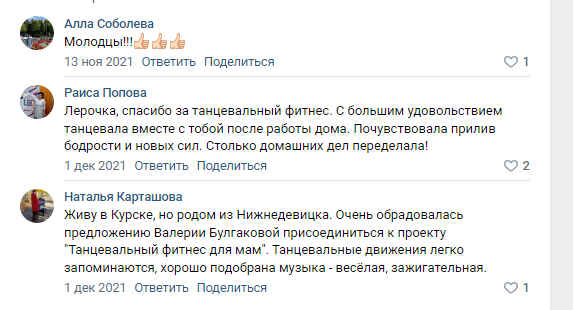 Алла Соболева
Молодцы!!!👍👍👍
13 ноя 2021 Ответить Поделиться 1
Раиса Попова
Лерочка, спасибо за танцевальный фитнес. С большим удовольствием
танцевала вместе с тобой после работы дома. Почувствовала прилив
бодрости и новых сил. Столько домашних дел переделала!
1 дек 2021 Ответить Поделиться 2
Наталья Карташова
Живу в Курске, но родом из Нижнедевицка. Очень обрадовалась
предложению Валерии Булгаковой присоединиться к проекту
"Танцевальный фитнес для мам". Танцевальные движения легко
запоминаются, хорошо подобрана музыка - весёлая, зажигательная.
1 дек 2021 Ответить Поделиться 1